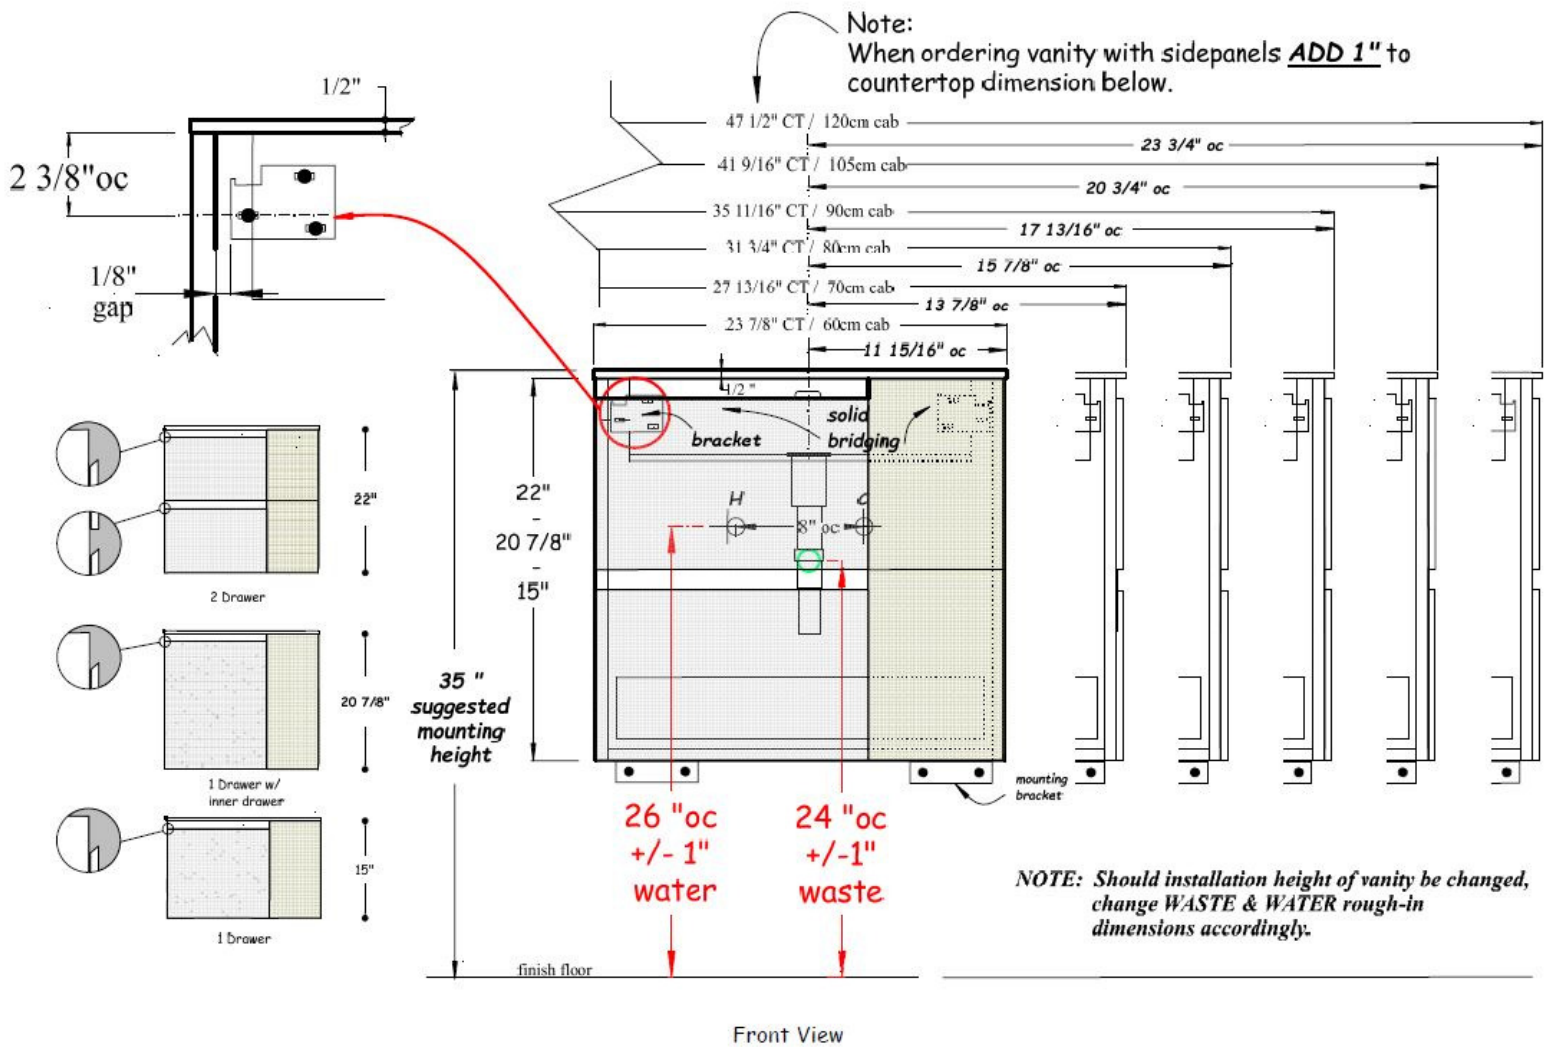 Note:
When ordering vanity with sidepanels ADD 1" to
countertop dimension below.
1/2"
2 3/8"oc
1/8"
gap
47 1/2" CT / 120cm cab
23 3/4" oc
41 9/16" CT / 105cm cab
20 3/4" oc
35 11/16" CT / 90cm cab
17 13/16" oc
31 3/4" CT / 80cm cab
15 7/8" oc
27 13/16" CT / 70cm cab
13 7/8" oc
23 7/8" CT / 60cm cab
11 15/16" oc
1/2 "
bracket
solid
bridging
H
8" oc
C
22"
-
20 7/8"
-
15"
35 "
suggested
mounting
height
22"
2 Drawer
20 7/8"
1 Drawer w/
inner drawer
15"
1 Drawer
mounting
bracket
26 "oc
+/- 1"
water
24 "oc
+/-1"
waste
NOTE: Should installation height of vanity be changed,
change WASTE & WATER rough-in
dimensions accordingly.
finish floor
Front View